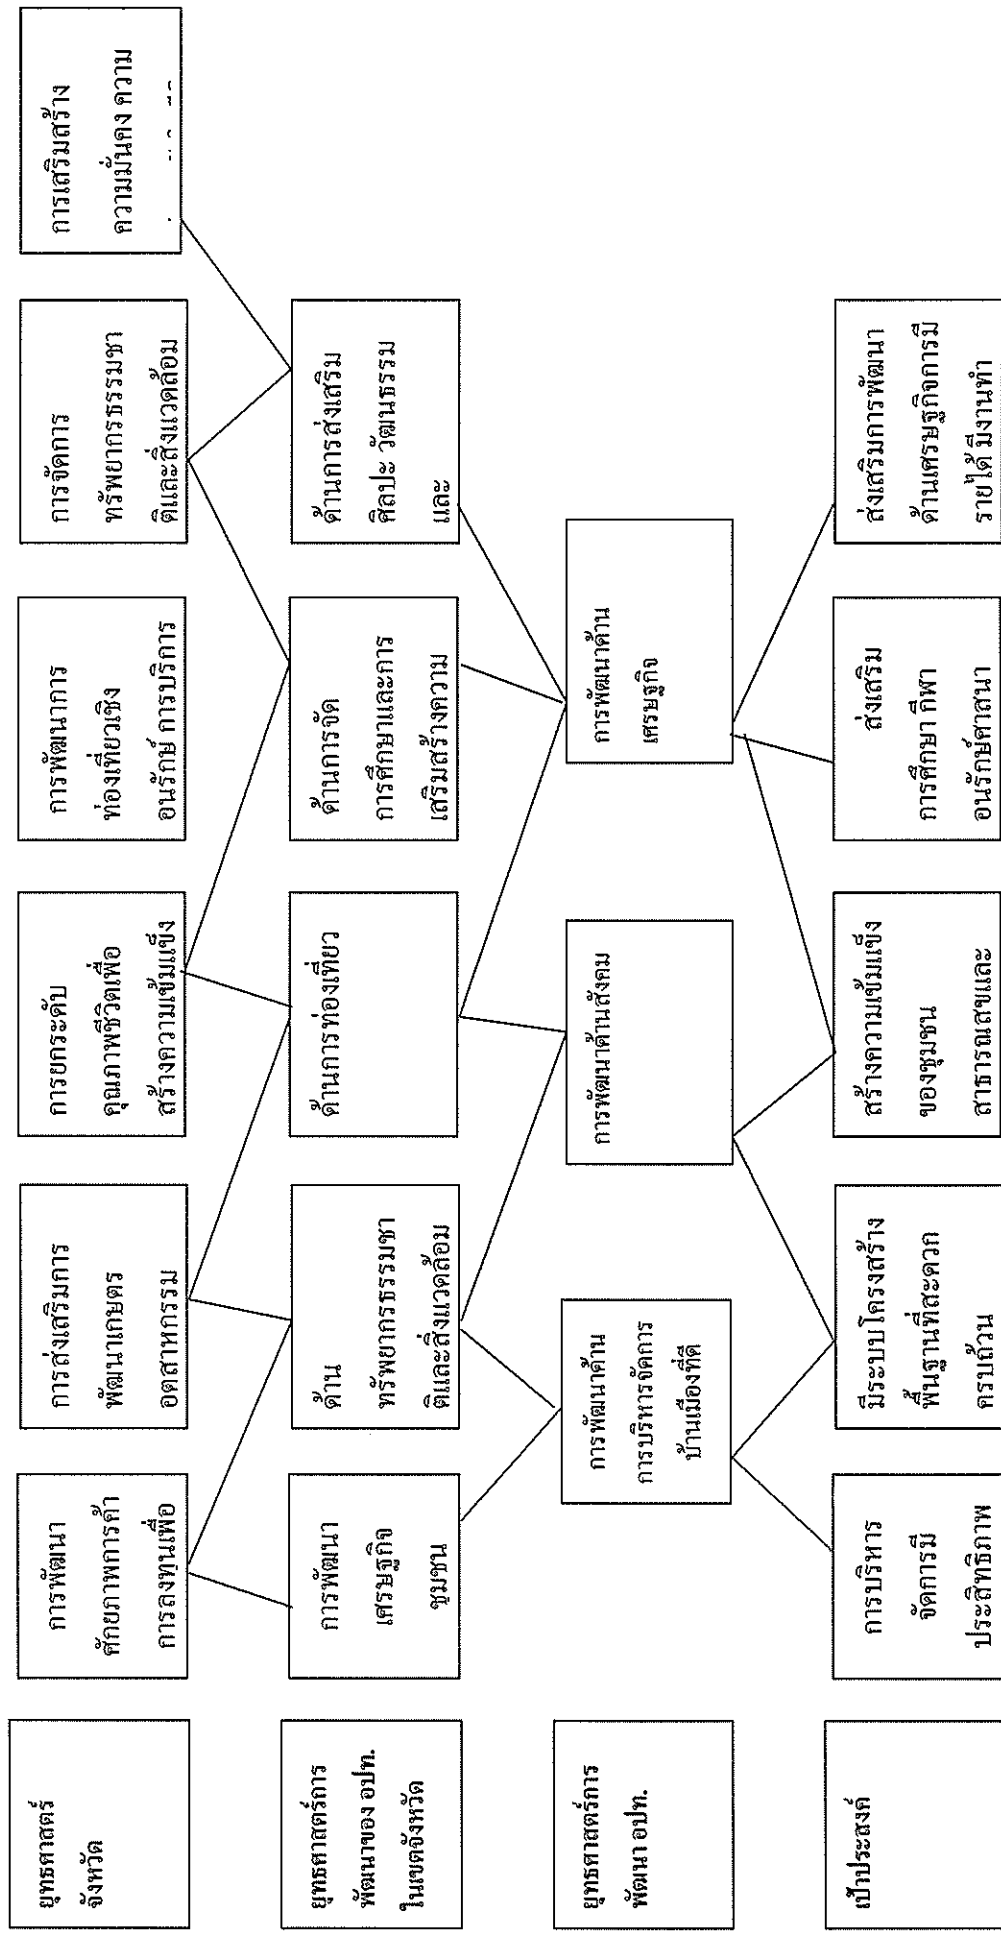 ยุทธศาสตร์
จังหวัด
การพัฒนา
ศักยภาพการค้า
การลงทุนเพื่อ
การส่งเสริมการ
พัฒนาเกษตร
อุตสาหกรรม
การยกระดับ
คุณภาพชีวิตเพื่อ
สร้างความเข้มแข็ง
การพัฒนาการ
ท่องเที่ยวเชิง
อนุรักษ์ การบริการ
การจัดการ
ทรัพยากรธรรมชา
ติและสิ่งแวดล้อม
การเสริมสร้าง
ความมั่นคง ความ
ยุทธศาสตร์การ
พัฒนาของ อปท.
ในเขตจังหวัด
การพัฒนา
เศรษฐกิจ
ชุมชน
ด้าน
ทรัพยากรธรรมชา
ติและสิ่งแวดล้อม
ด้านการท่องเที่ยว
ด้านการจัด
การศึกษาและการ
เสริมสร้างความ
ด้านการส่งเสริม
ศิลปะ วัฒนธรรม
และ
ยุทธศาสตร์การ
พัฒนา อปท.
การพัฒนาด้าน
การบริหารจัดการ
บ้านเมืองที่ดี
การพัฒนาด้านสังคม
การพัฒนาด้าน
เศรษฐกิจ
เป้าประสงค์
การบริหาร
จัดการมี
ประสิทธิภาพ
มีระบบโครงสร้าง
พื้นฐานที่สะดวก
ครบถ้วน
สร้างความเข้มแข็ง
ของชุมชน
สาธารณสุขและ
ส่งเสริม
การศึกษา กีฬา
อนุรักษ์ศาสนา
ส่งเสริมการพัฒนา
ด้านเศรษฐกิจการมี
รายได้ มีงานทำ